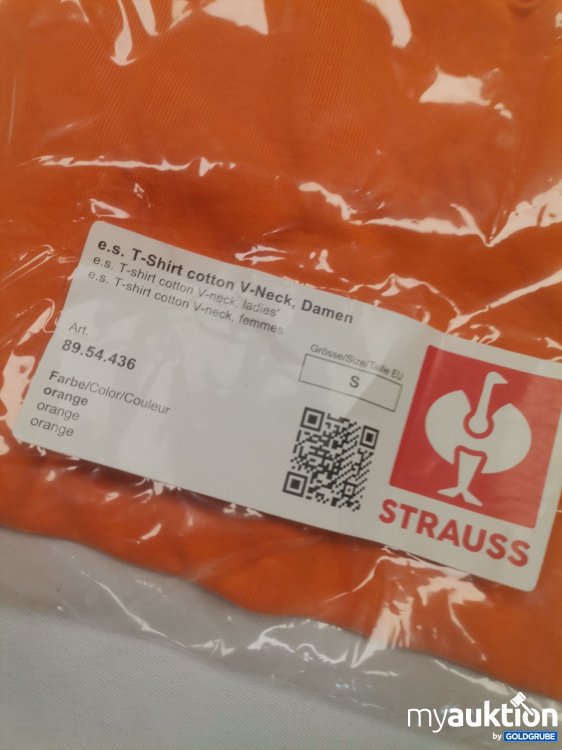 e.s. T-Shirt cotton V-Neck, Damen
e.s. T-shirt cotton V-neck, ladies'
e.s. T-shirt cotton V-neck, femmes
Art.
89.54.436
Grösse/Size/Taille EU
S
Farbe/Color/Couleur
orange
orange
orange
STRAUSS
myauktion
by GOLDGRUBE